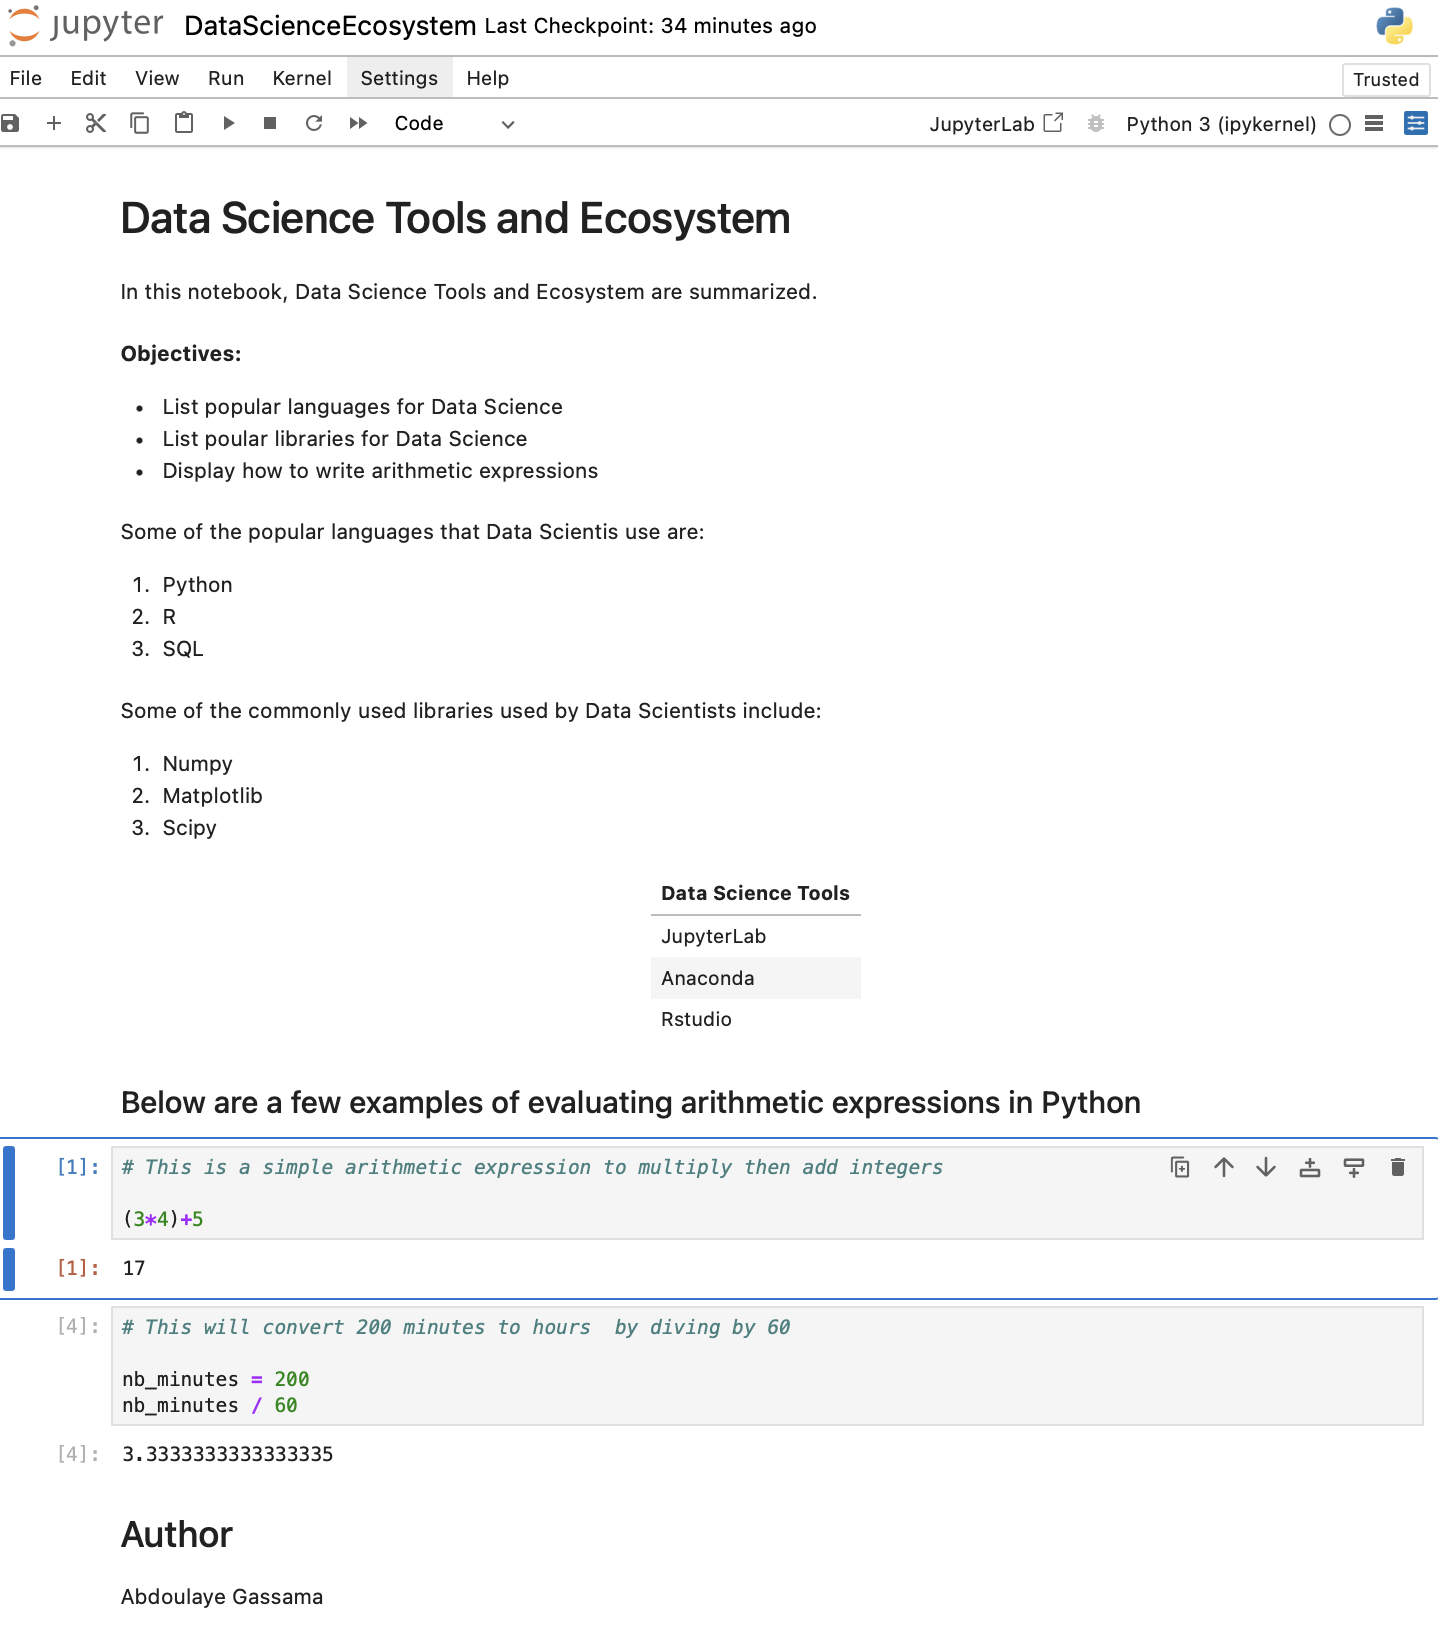 jupyter DataScienceEcosystem Last Checkpoint: 34 minutes ago
File Edit View Run Kernel Settings Help Trusted
Code JupyterLab Python 3 (ipykernel)
Data Science Tools and Ecosystem
In this notebook, Data Science Tools and Ecosystem are summarized.
Objectives:
• List popular languages for Data Science
• List poular libraries for Data Science
• Display how to write arithmetic expressions
Some of the popular languages that Data Scientis use are:
1. Python
2. R
3. SQL
Some of the commonly used libraries used by Data Scientists include:
1. Numpy
2. Matplotlib
3. Scipy
Data Science Tools
JupyterLab
Anaconda
Rstudio
Below are a few examples of evaluating arithmetic expressions in Python
[1]: # This is a simple arithmetic expression to multiply then add integers
(3*4)+5
[1]: 17
[4]: # This will convert 200 minutes to hours  by diving by 60
nb_minutes = 200
nb_minutes / 60
[4]: 3.3333333333333335
Author
Abdoulaye Gassama